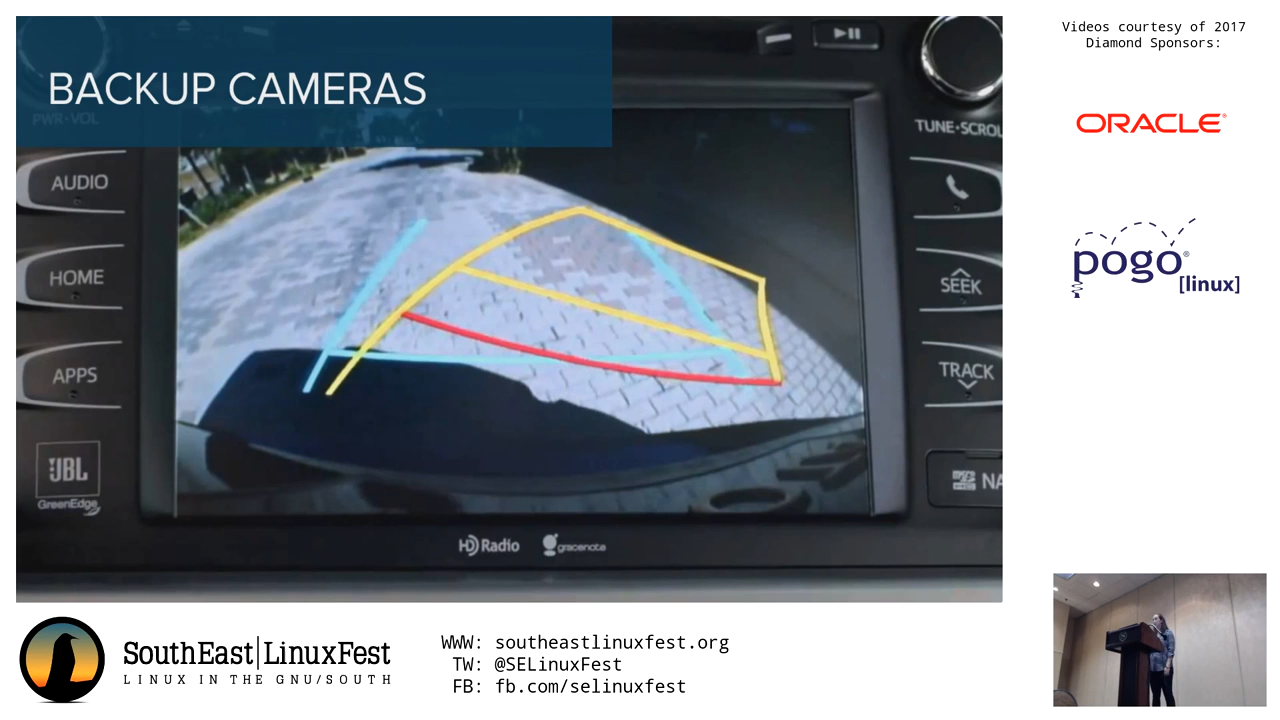 BACKUP CAMERAS
PWR•VOL
TUNE•SCROL
AUDIO
HOME
SEEK
APPS
TRACK
JBL
GreenEdge
microSD
NA
HD Radio
gracenote
Videos courtesy of 2017
Diamond Sponsors:
ORACLE®
pogo®
[linux]
SouthEast|LinuxFest
LINUX IN THE GNU/SOUTH
WWW: southeastlinuxfest.org
TW: @SELinuxFest
FB: fb.com/selinuxfest